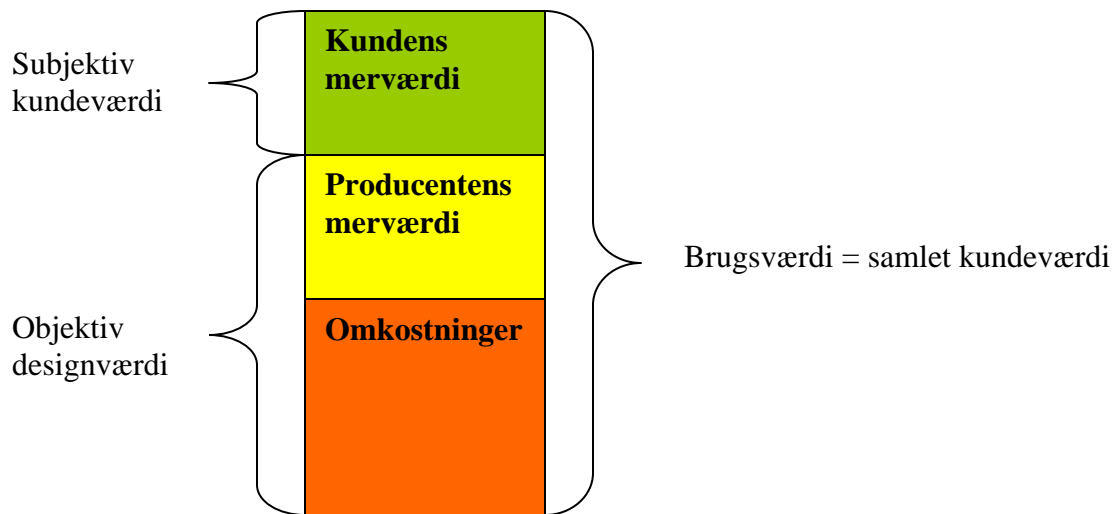 Subjektiv
kundeværdi
Kundens
merværdi
Producentens
merværdi
Brugsværdi = samlet kundeværdi
Objektiv
designværdi
Omkostninger